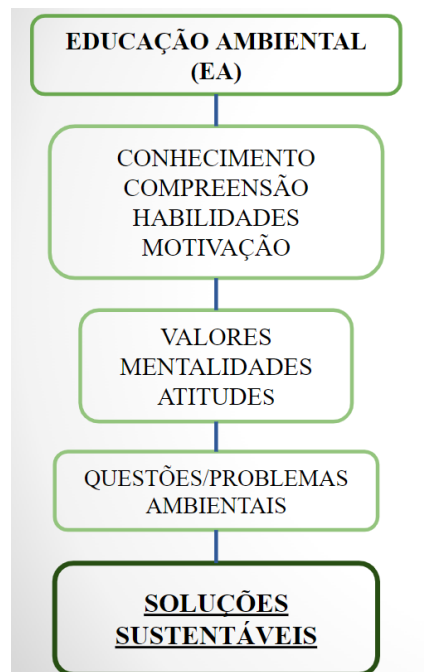 EDUCAÇÃO AMBIENTAL
(EA)
CONHECIMENTO
COMPREENSÃO
HABILIDADES
MOTIVAÇÃO
VALORES
MENTALIDADES
ATITUDES
QUESTÕES/PROBLEMAS
AMBIENTAIS
SOLUÇÕES
SUSTENTÁVEIS